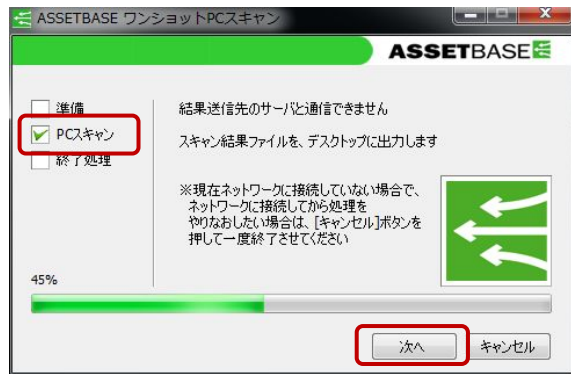 ASSETBASE ワンショットPCスキャン
ASSETBASE
準備
PCスキャン
終了処理
結果送信先のサーバと通信できません
スキャン結果ファイルを、デスクトップに出力します
※現在ネットワークに接続していない場合で、
ネットワークに接続してから処理を
やりなおしたい場合は、[キャンセル]ボタンを
押して一度終了させてください
45%
次へ
キャンセル